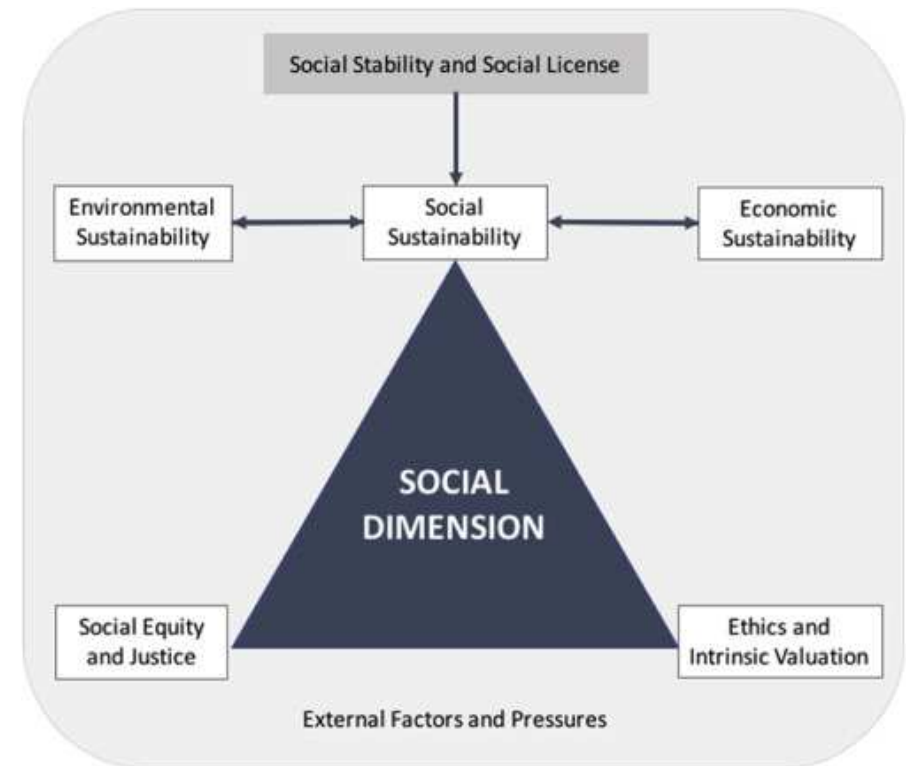 Social Stability and Social License
Environmental
Sustainability
Social
Sustainability
Economic
Sustainability
SOCIAL
DIMENSION
Social Equity
and Justice
Ethics and
Intrinsic Valuation
External Factors and Pressures